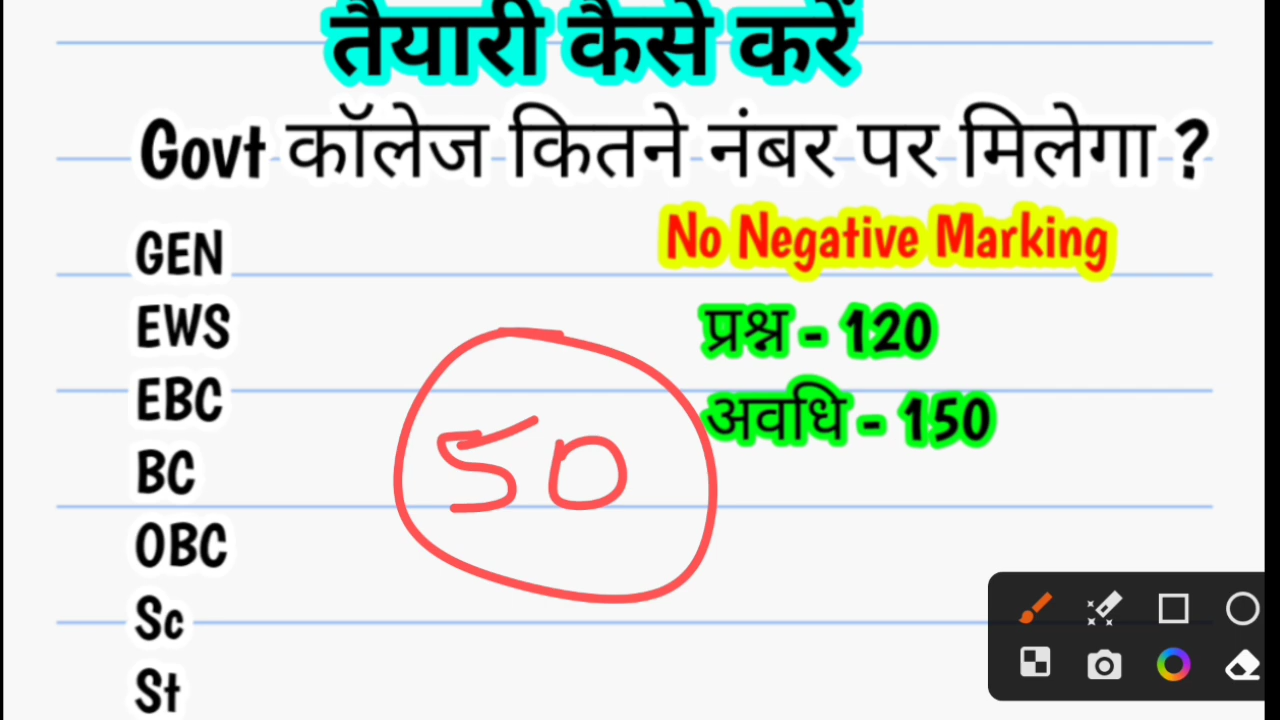 तैयारी कैसे करें
Govt कॉलेज कितने नंबर पर मिलेगा ?
No Negative Marking
GEN
प्रश्न - 120
EWS
EBC
अवधि - 150
50
BC
OBC
Sc
St